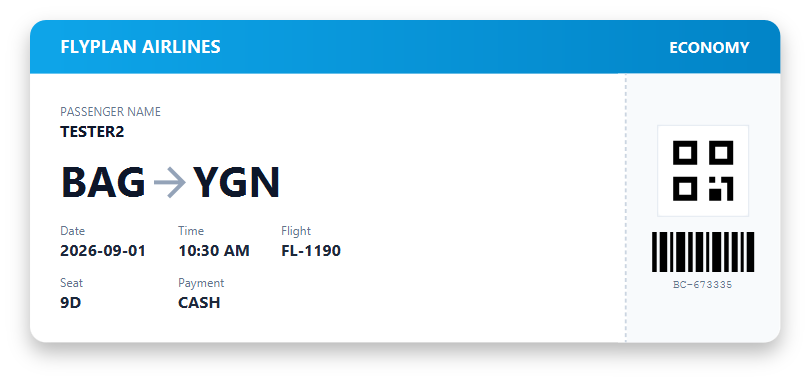 FLYPLAN AIRLINES
ECONOMY
PASSENGER NAME
TESTER2
BAG → YGN
Date Time Flight
2026-09-01 10:30 AM FL-1190
Seat Payment
9D CASH
BC-673335